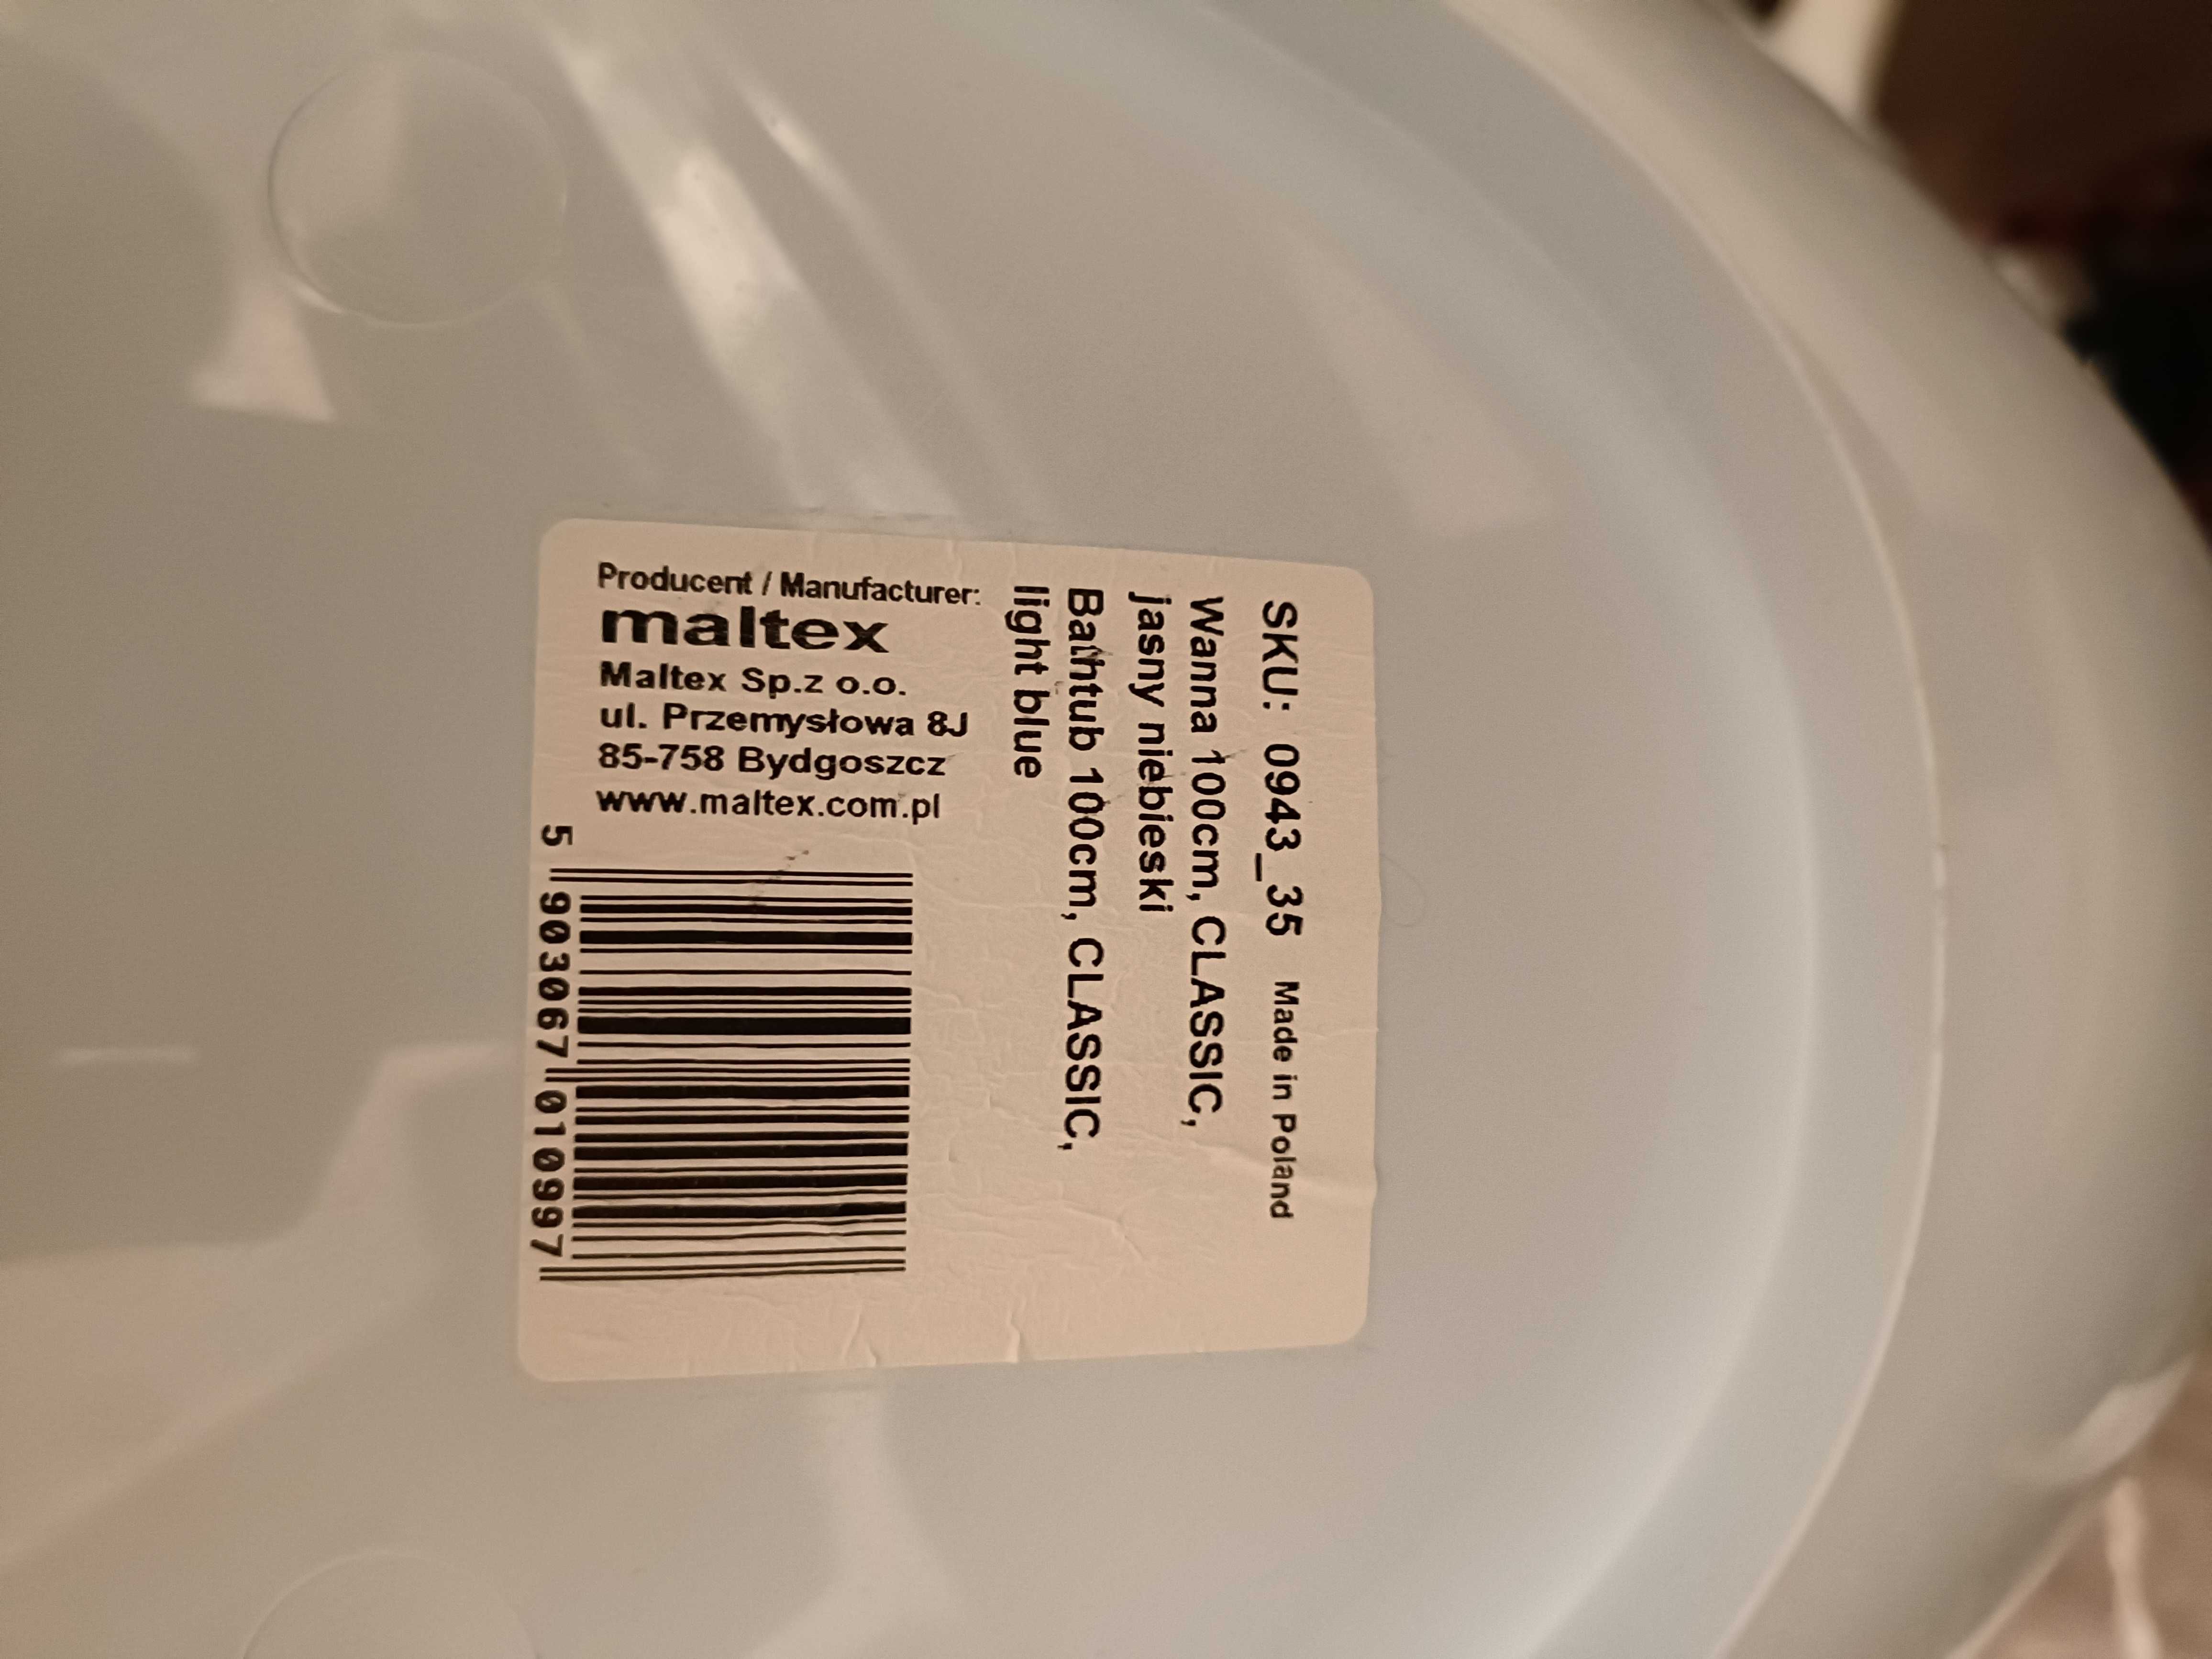 SKU: 0943_35 Made in Poland
Wanna 100cm, CLASSIC,
jasny niebieski
Bathtub 100cm, CLASSIC,
light blue
Producent / Manufacturer:
maltex
Maltex Sp.z o.o.
ul. Przemysłowa 8J
85-758 Bydgoszcz
www.maltex.com.pl
5 903067 010997